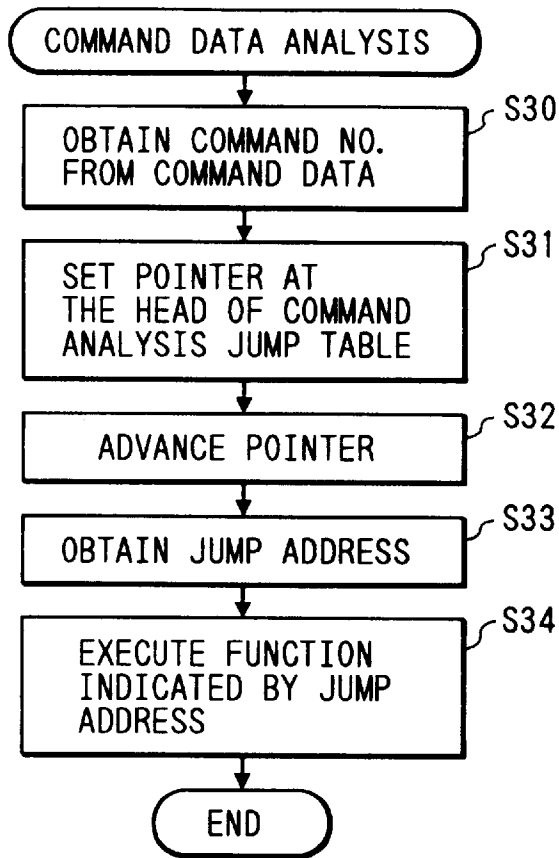 COMMAND DATA ANALYSIS
S30
OBTAIN COMMAND NO.
FROM COMMAND DATA
S31
SET POINTER AT
THE HEAD OF COMMAND
ANALYSIS JUMP TABLE
S32
ADVANCE POINTER
S33
OBTAIN JUMP ADDRESS
S34
EXECUTE FUNCTION
INDICATED BY JUMP
ADDRESS
END